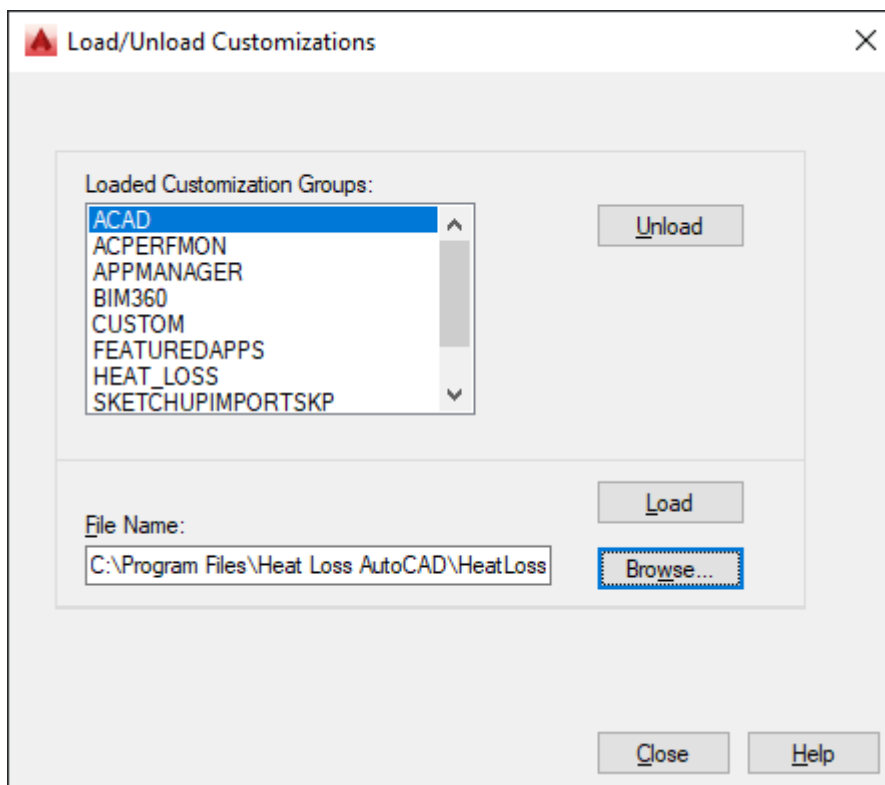 Load/Unload Customizations
Loaded Customization Groups:
ACAD
ACPERFMON
APPMANAGER
BIM360
CUSTOM
FEATUREDAPPS
HEAT_LOSS
SKETCHUPIMPORTSKP
Unload
Load
File Name:
C:\Program Files\Heat Loss AutoCAD\HeatLoss
Browse...
Close
Help